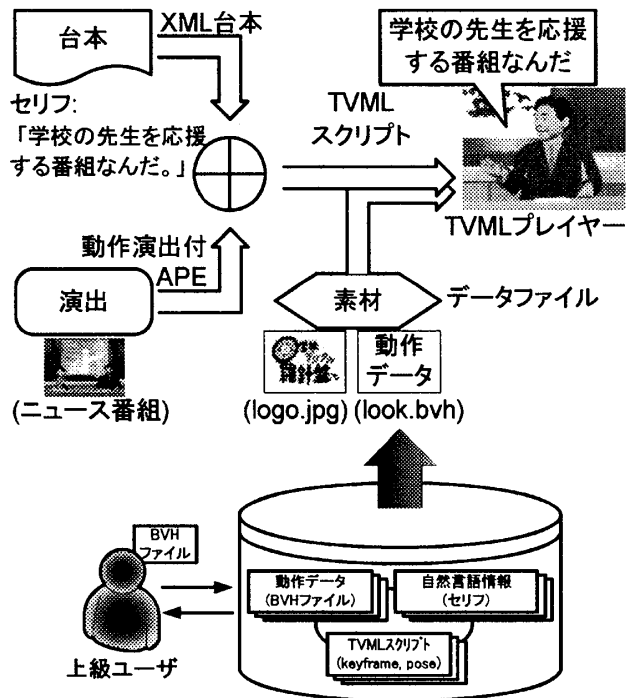 台本
XML台本
セリフ:
「学校の先生を応援
する番組なんだ。」
学校の先生を応援
する番組なんだ
TVML
スクリプト
TVMLプレイヤー
動作演出付
APE
演出
(ニュース番組)
素材
データファイル
羅針盤
動作
データ
(logo.jpg)
(look.bvh)
BVH
ファイル
上級ユーザ
動作データ
(BVHファイル)
自然言語情報
(セリフ)
TVMLスクリプト
(keyframe, pose)